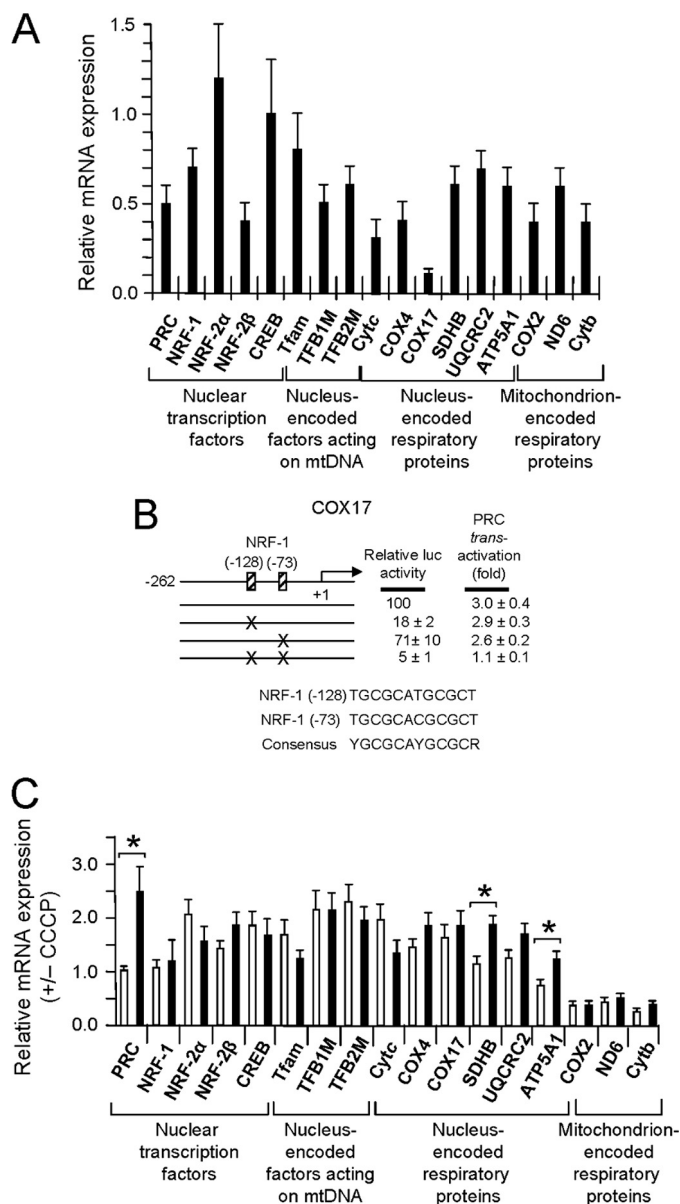 A
Relative mRNA expression
1.5
1.0
0.5
0.0
PRC
NRF-1
NRF-2α
NRF-2β
CREB
Tfam
TFB1M
TFB2M
Cytc
COX4
COX17
SDHB
UQCRC2
ATP5A1
COX2
ND6
Cytb
Nuclear
transcription
factors
Nucleus-
encoded
factors acting
on mtDNA
Nucleus-
encoded
respiratory
proteins
Mitochondrion-
encoded
respiratory
proteins
B
COX17
NRF-1
(-128) (-73)
-262
+1
Relative luc
activity
PRC
trans-
activation
(fold)
100 3.0 ± 0.4
X 18 ± 2 2.9 ± 0.3
X 71 ± 10 2.6 ± 0.2
X X 5 ± 1 1.1 ± 0.1
NRF-1 (-128) TGCGCATGCGCT
NRF-1 (-73) TGCGCACGCGCT
Consensus YGCGCAYGCGCR
C
Relative mRNA expression
(+/– CCCP)
3.0
2.0
1.0
0.0
*
*
*
PRC
NRF-1
NRF-2α
NRF-2β
CREB
Tfam
TFB1M
TFB2M
Cytc
COX4
COX17
SDHB
UQCRC2
ATP5A1
COX2
ND6
Cytb
Nuclear
transcription
factors
Nucleus-
encoded
factors acting
on mtDNA
Nucleus-
encoded
respiratory
proteins
Mitochondrion-
encoded
respiratory
proteins